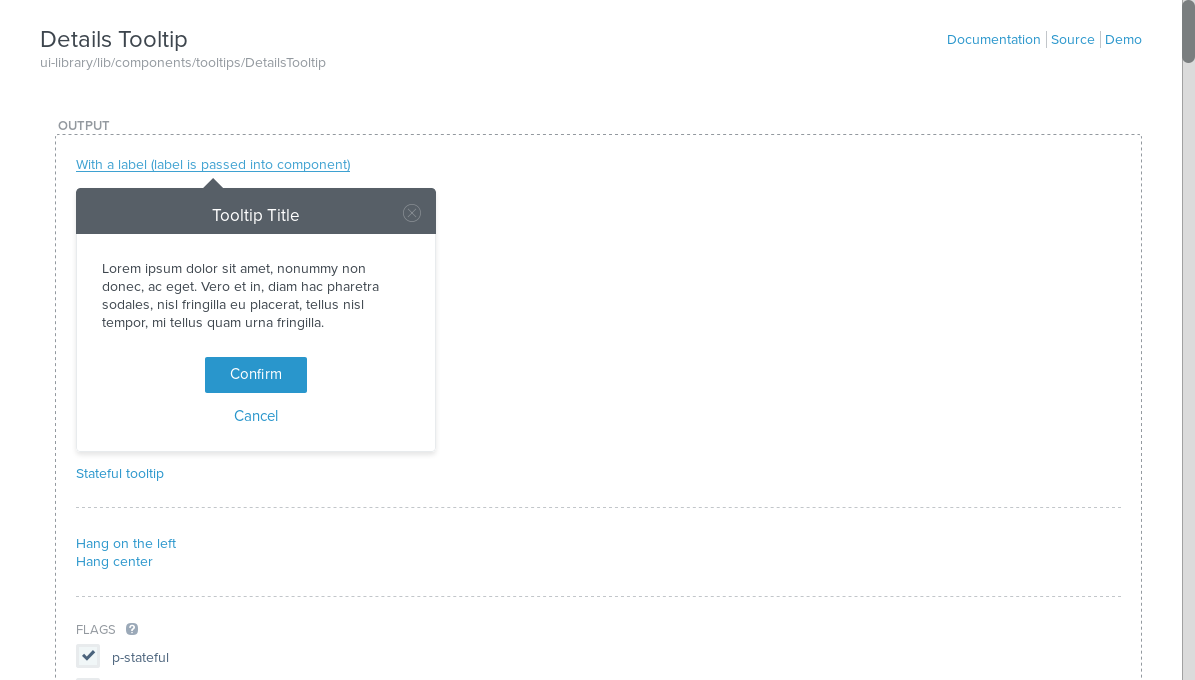 Details Tooltip
Documentation
Source
Demo
ui-library/lib/components/tooltips/DetailsTooltip
OUTPUT
With a label (label is passed into component)
Tooltip Title
Lorem ipsum dolor sit amet, nonummy non
donec, ac eget. Vero et in, diam hac pharetra
sodales, nisl fringilla eu placerat, tellus nisl
tempor, mi tellus quam urna fringilla.
Confirm
Cancel
Stateful tooltip
Hang on the left
Hang center
FLAGS ?
p-stateful